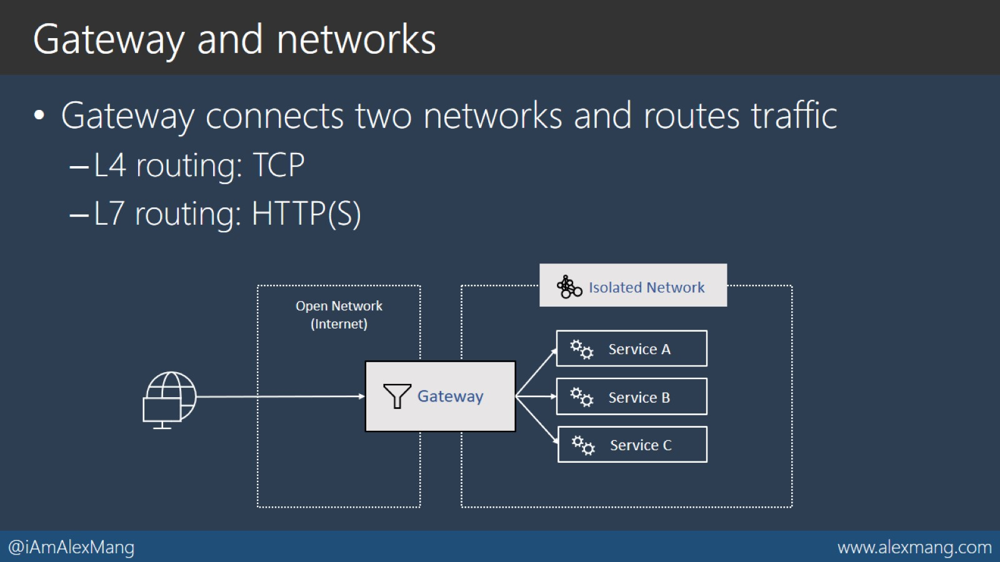 Gateway and networks
• Gateway connects two networks and routes traffic
– L4 routing: TCP
– L7 routing: HTTP(S)
Isolated Network
Open Network
(Internet)
Gateway
Service A
Service B
Service C
@iAmAlexMang
www.alexmang.com